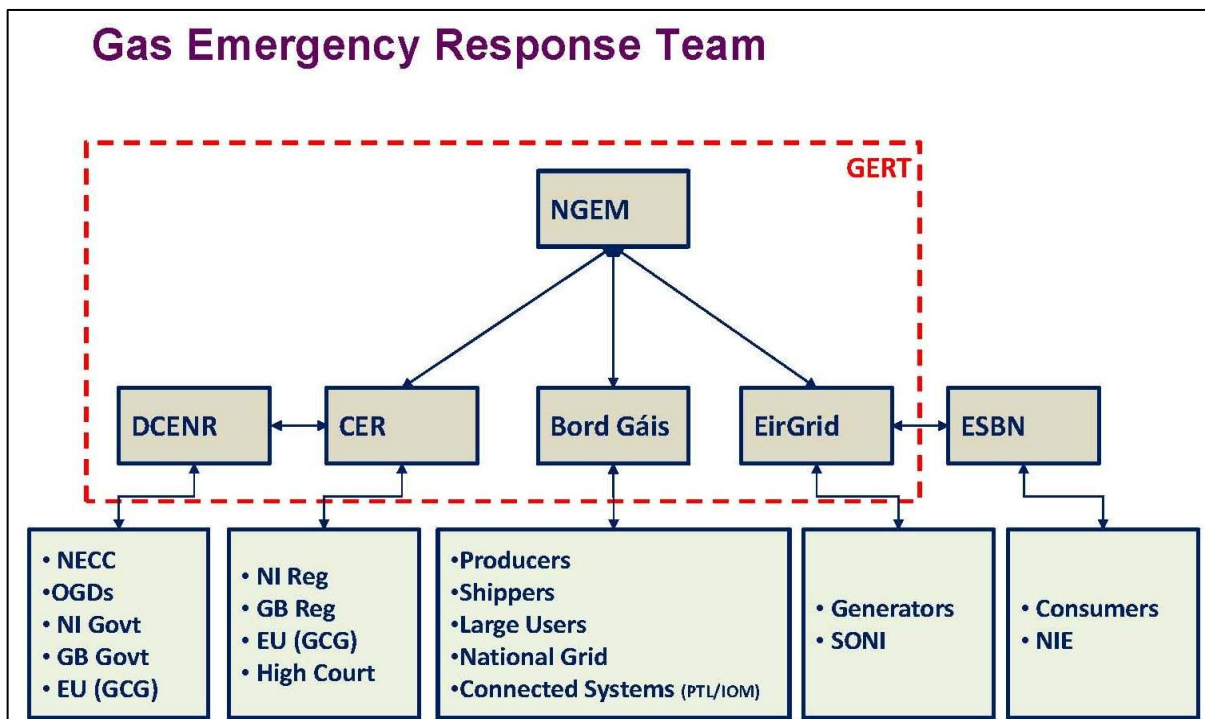 Gas Emergency Response Team
GERT
NGEM
DCENR
CER
Bord Gáis
EirGrid
ESBN
• NECC
•OGDs
• NI Govt
• GB Govt
• EU (GCG)
• NI Reg
• GB Reg
• EU (GCG)
• High Court
•Producers
•Shippers
•Large Users
•National Grid
•Connected Systems (PTL/IOM)
• Generators
• SONI
• Consumers
• NIE